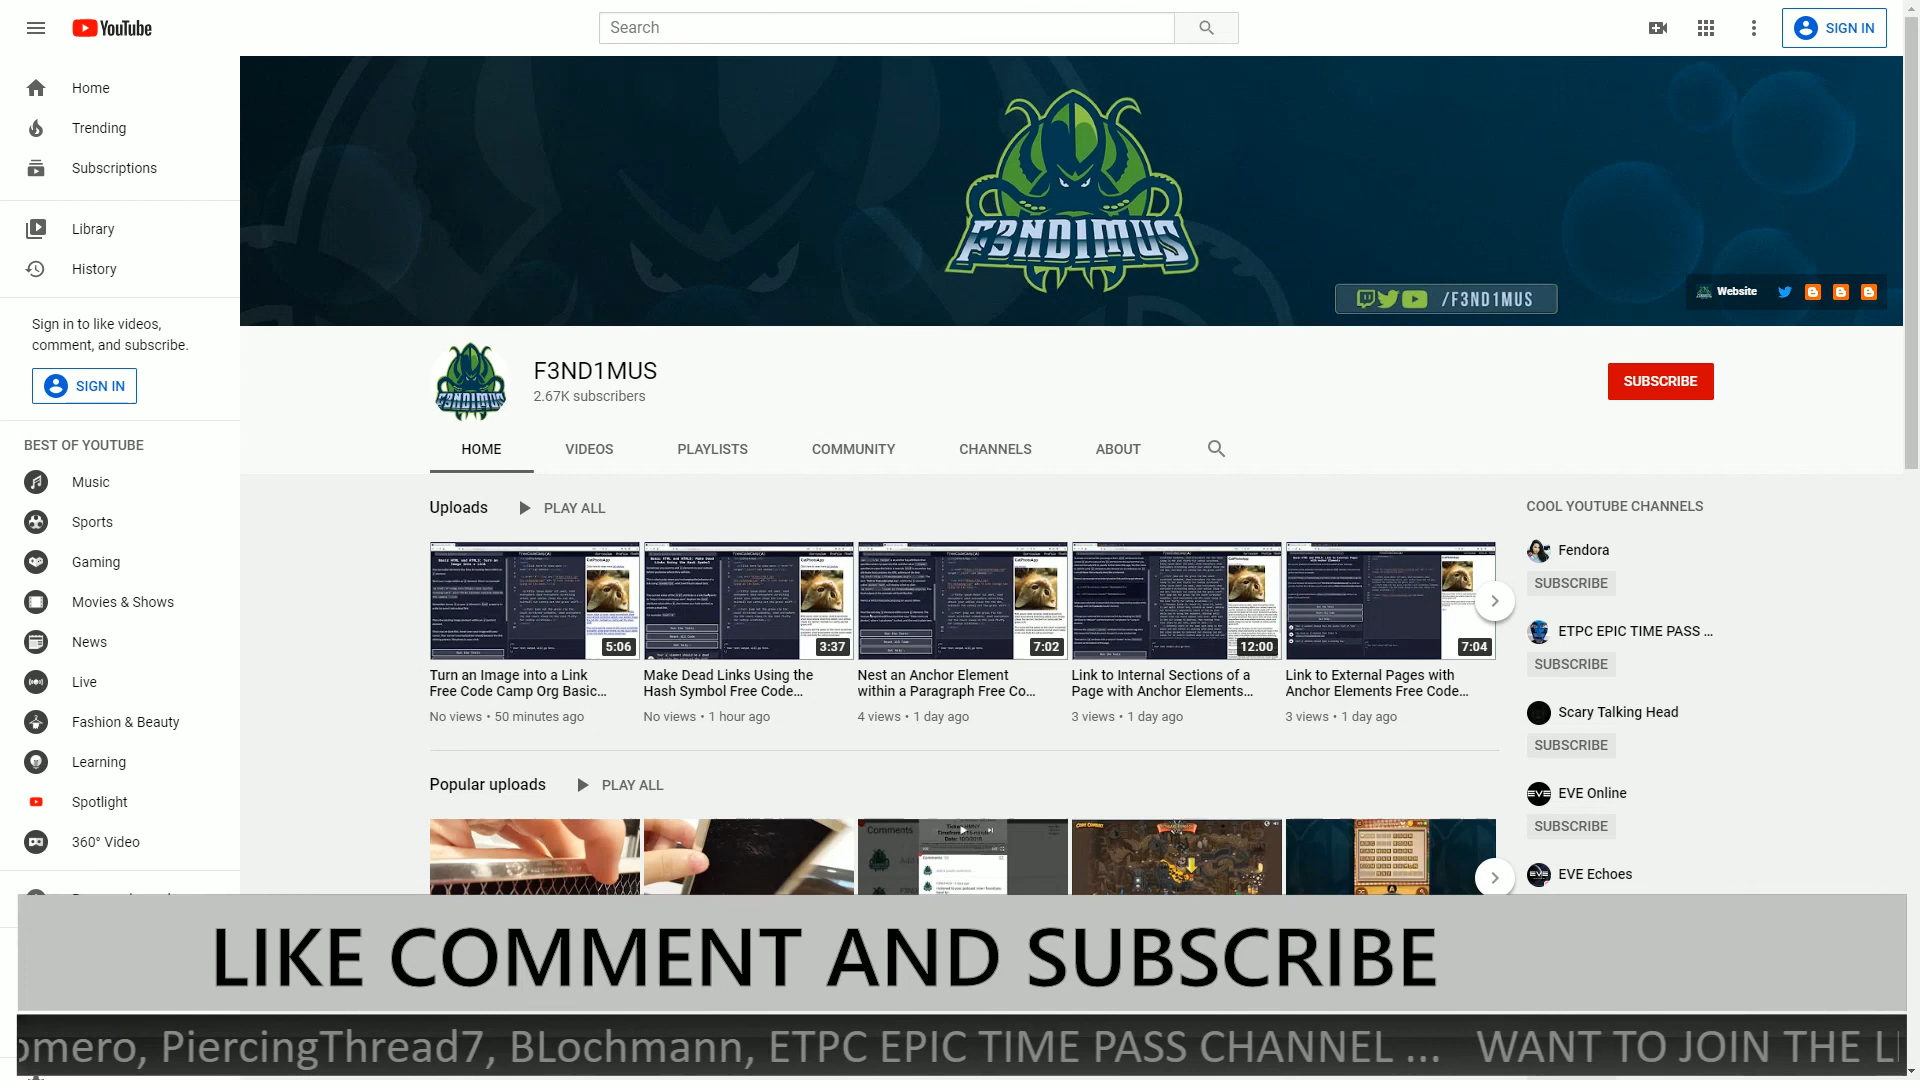 YouTube
Search
SIGN IN
Home
Trending
Subscriptions
Library
History
Sign in to like videos,
comment, and subscribe.
SIGN IN
BEST OF YOUTUBE
Music
Sports
Gaming
Movies & Shows
News
Live
Fashion & Beauty
Learning
Spotlight
360° Video
F3ND1MUS
/F3ND1MUS
Website
F3ND1MUS
2.67K subscribers
SUBSCRIBE
HOME
VIDEOS
PLAYLISTS
COMMUNITY
CHANNELS
ABOUT
Uploads
PLAY ALL
5:06
3:37
7:02
12:00
7:04
Turn an Image into a Link
Free Code Camp Org Basic...
No views • 50 minutes ago
Make Dead Links Using the
Hash Symbol Free Code...
No views • 1 hour ago
Nest an Anchor Element
within a Paragraph Free Co...
4 views • 1 day ago
Link to Internal Sections of a
Page with Anchor Elements...
3 views • 1 day ago
Link to External Pages with
Anchor Elements Free Code...
3 views • 1 day ago
Popular uploads
PLAY ALL
Comments
COOL YOUTUBE CHANNELS
Fendora
SUBSCRIBE
ETPC EPIC TIME PASS ...
SUBSCRIBE
Scary Talking Head
SUBSCRIBE
EVE Online
SUBSCRIBE
EVE Echoes
LIKE COMMENT AND SUBSCRIBE
omero, PiercingThread7, BLochmann, ETPC EPIC TIME PASS CHANNEL ... WANT TO JOIN THE L